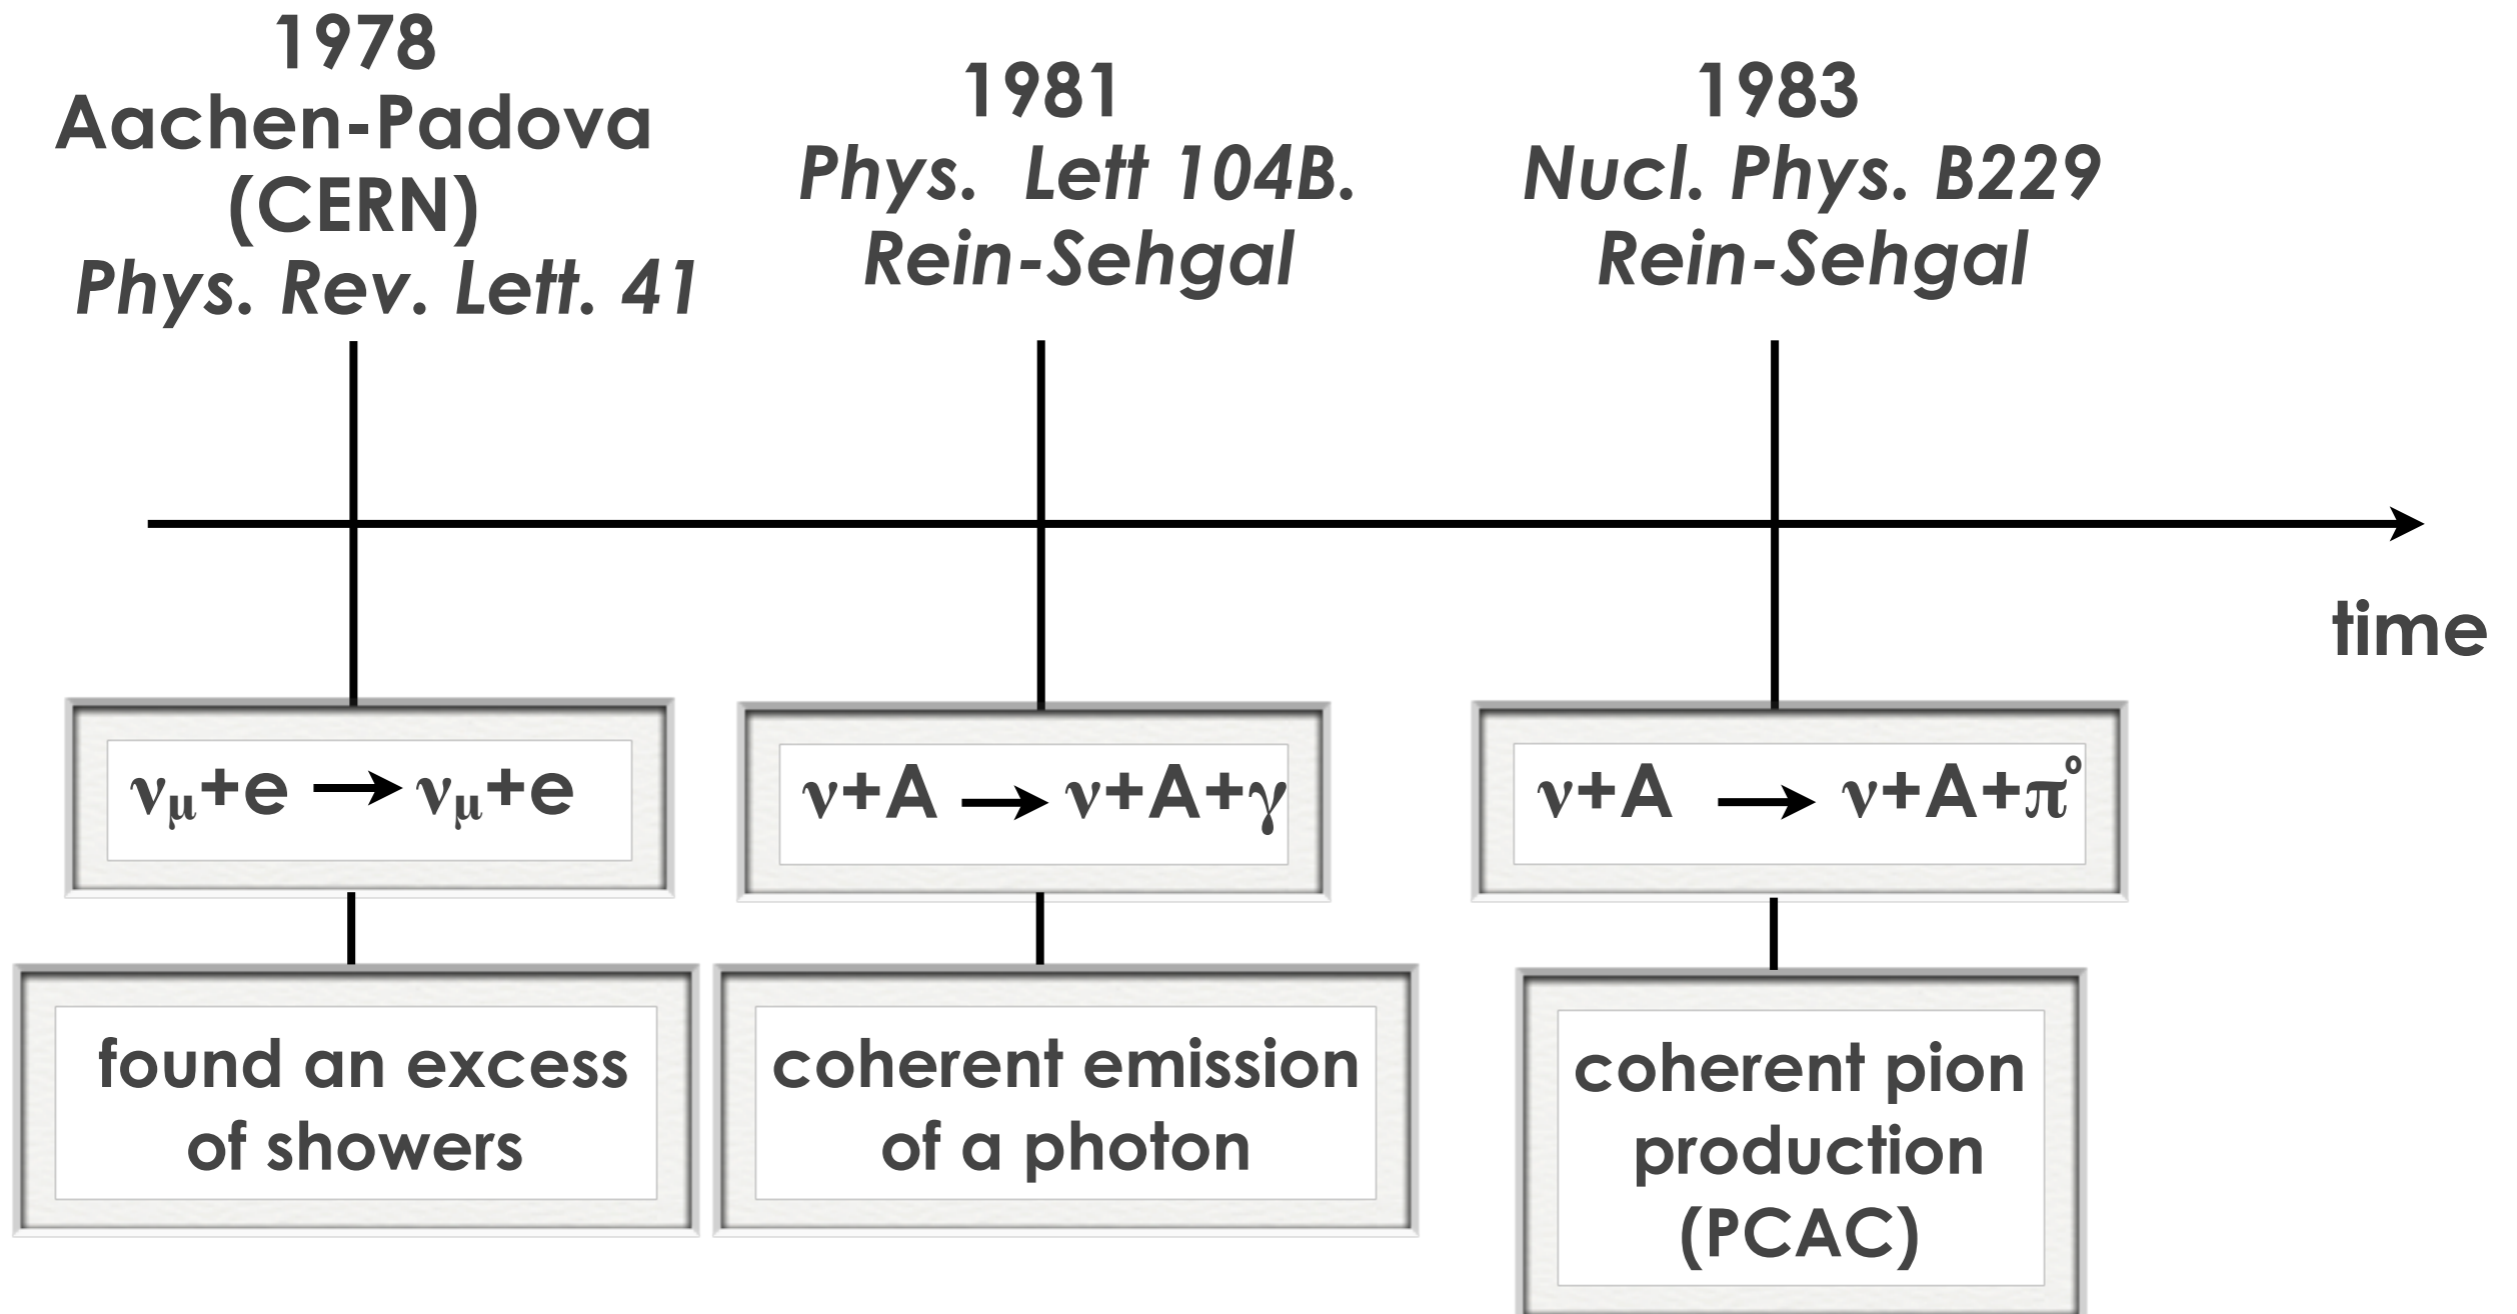 1978
Aachen-Padova
(CERN)
Phys. Rev. Lett. 41
1981
Phys. Lett 104B.
Rein-Sehgal
1983
Nucl. Phys. B229
Rein-Sehgal
time
νμ+e → νμ+e
ν+A → ν+A+γ
ν+A → ν+A+π°
found an excess
of showers
coherent emission
of a photon
coherent pion
production
(PCAC)